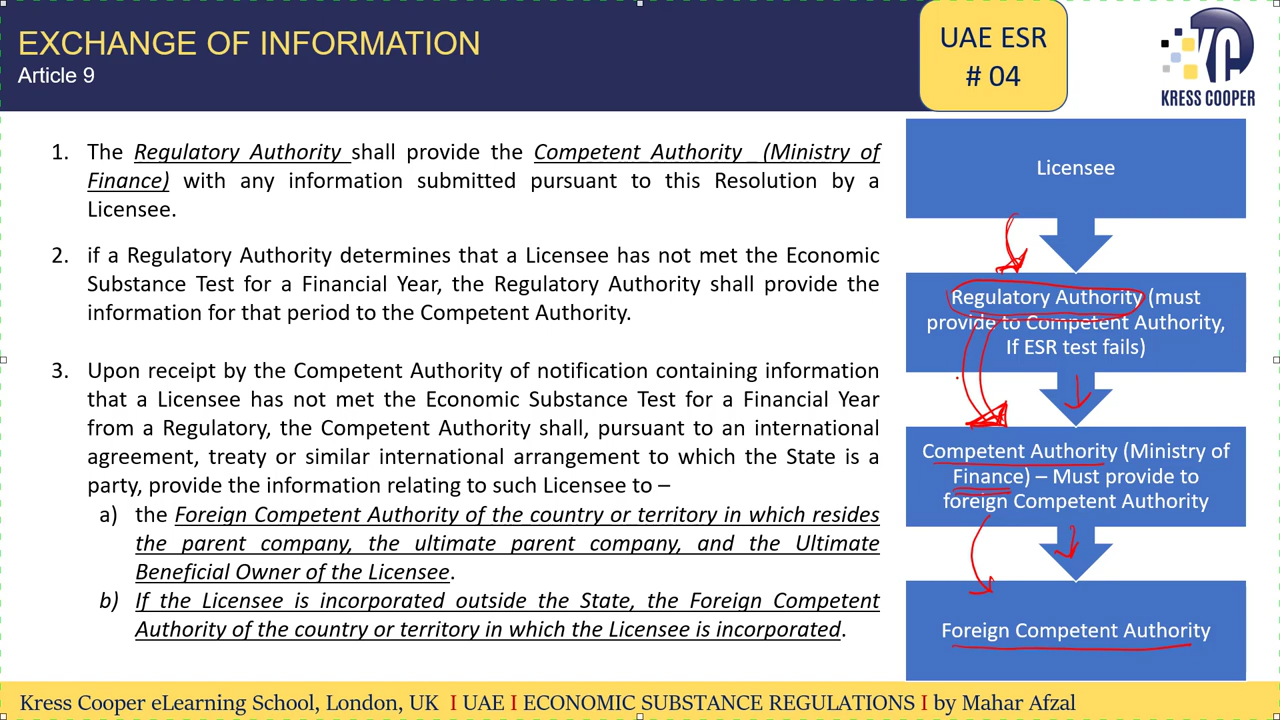 EXCHANGE OF INFORMATION
Article 9
UAE ESR
# 04
KC
KRESS COOPER
1. The Regulatory Authority shall provide the Competent Authority (Ministry of
Finance) with any information submitted pursuant to this Resolution by a
Licensee.
2. if a Regulatory Authority determines that a Licensee has not met the Economic
Substance Test for a Financial Year, the Regulatory Authority shall provide the
information for that period to the Competent Authority.
3. Upon receipt by the Competent Authority of notification containing information
that a Licensee has not met the Economic Substance Test for a Financial Year
from a Regulatory, the Competent Authority shall, pursuant to an international
agreement, treaty or similar international arrangement to which the State is a
party, provide the information relating to such Licensee to –
a) the Foreign Competent Authority of the country or territory in which resides
the parent company, the ultimate parent company, and the Ultimate
Beneficial Owner of the Licensee.
b) If the Licensee is incorporated outside the State, the Foreign Competent
Authority of the country or territory in which the Licensee is incorporated.
Licensee
Regulatory Authority (must
provide to Competent Authority,
If ESR test fails)
Competent Authority (Ministry of
Finance) – Must provide to
foreign Competent Authority
Foreign Competent Authority
Kress Cooper eLearning School, London, UK I UAE I ECONOMIC SUBSTANCE REGULATIONS I by Mahar Afzal